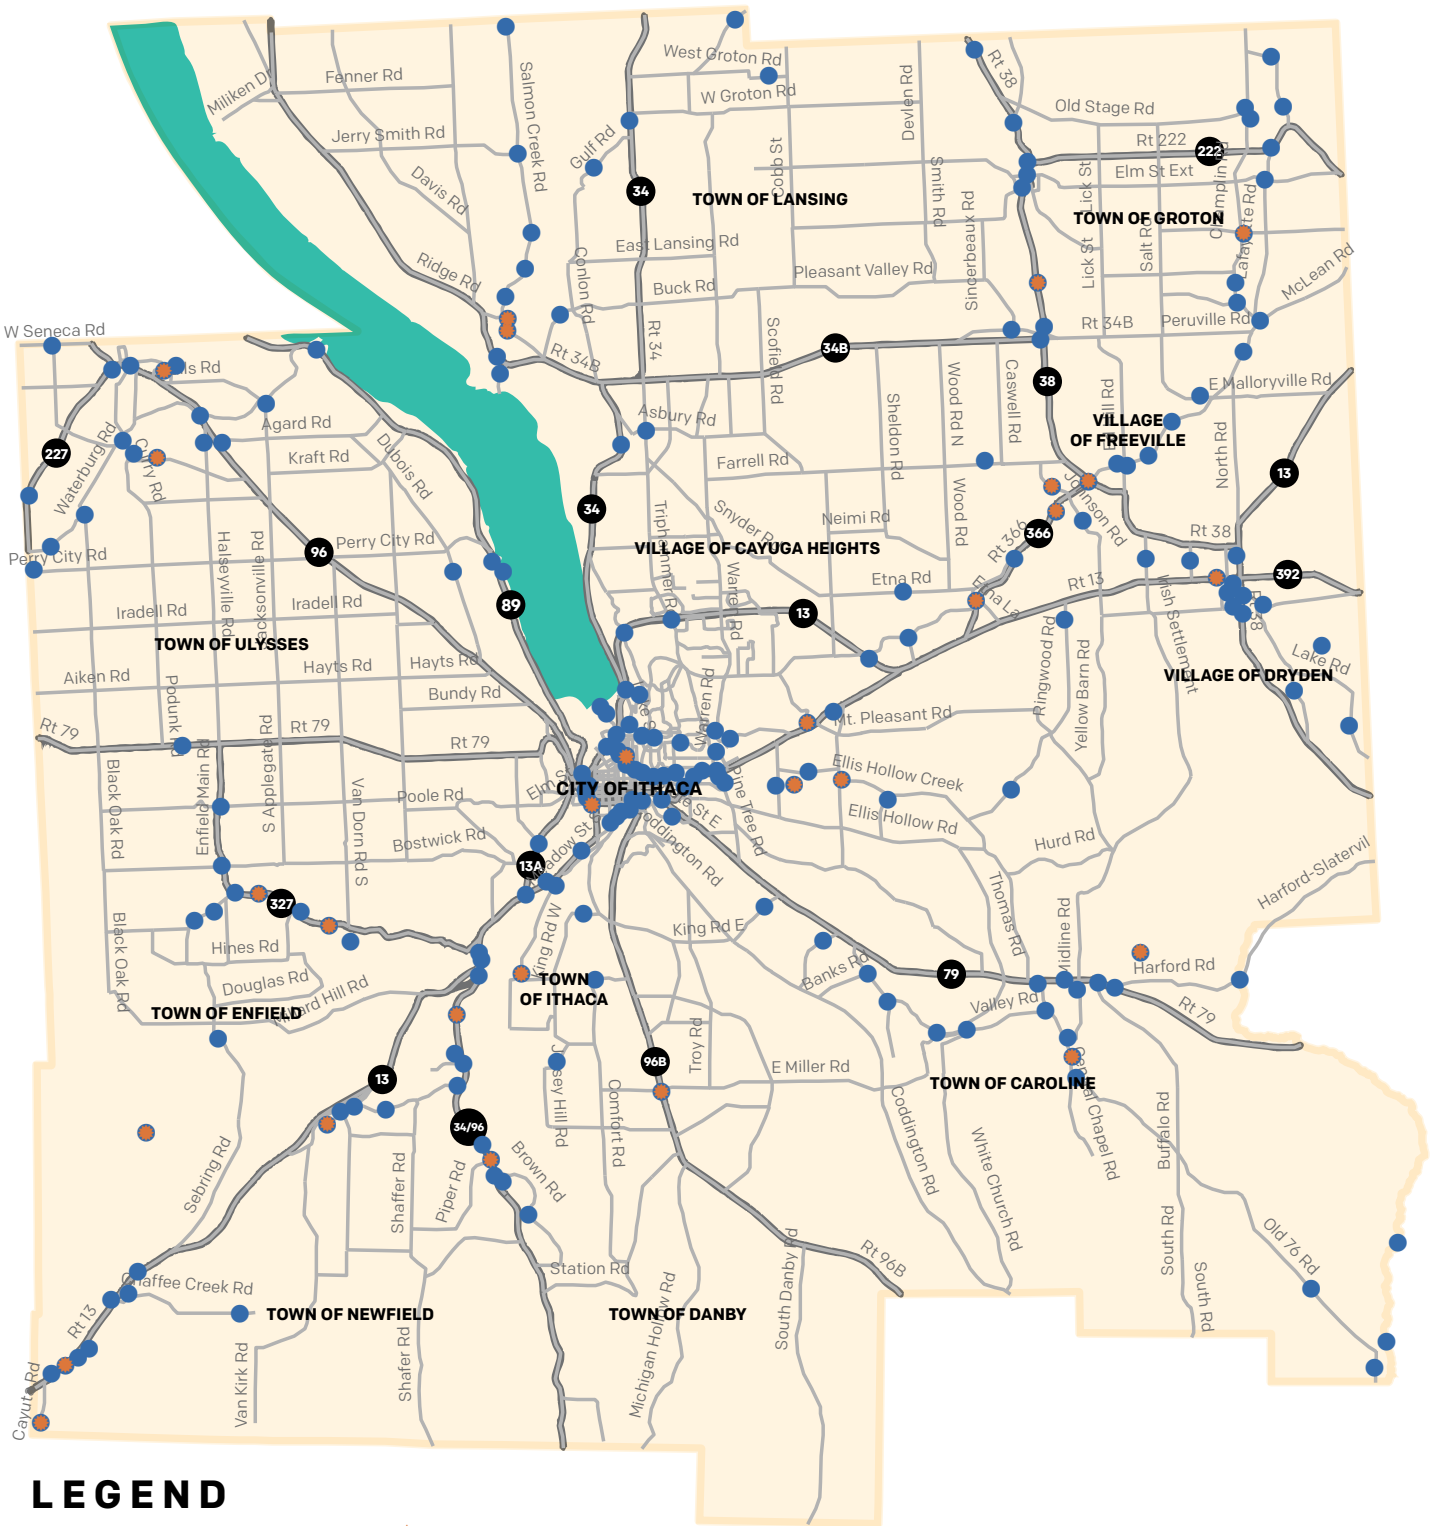 West Groton Rd
Rt 38
Fenner Rd
Salmon Creek Rd
W Groton Rd
Devlen Rd
Old Stage Rd
Jerry Smith Rd
Gulf Rd
Cobb St
Rt 222
222
Elm St Ext
Davis Rd
34
TOWN OF LANSING
Smith Rd
Sincerbeaux Rd
Lick St
Lick St
TOWN OF GROTON
Salt Rd
East Lansing Rd
Conlon Rd
Ridge Rd
Buck Rd
Pleasant Valley Rd
McLean Rd
W Seneca Rd
Rt 34
Rt 34B
Scofield Rd
34B
Rt 34B
Peruville Rd
38
Wood Rd N
Caswell Rd
E Malloryville Rd
Agard Rd
Asbury Rd
Sheldon Rd
VILLAGE
OF FREEVILLE
227
Waterburg Rd
Kraft Rd
Dubois Rd
Farrell Rd
North Rd
13
34
Triphammer Rd
Neimi Rd
Wood Rd
Johnson Rd
Rt 366
366
Rt 38
Perry City Rd
96
Perry City Rd
Halseyville Rd
VILLAGE OF CAYUGA HEIGHTS
Warren Rd
Etna Rd
Rt 13
392
89
Iradell Rd
Iradell Rd
13
Rt 38
TOWN OF ULYSSES
Hayts Rd
Hayts Rd
Aiken Rd
Bundy Rd
Podunk Rd
Ringwood Rd
Yellow Barn Rd
VILLAGE OF DRYDEN
Lake Rd
Rt 79
Rt 79
Rt 79
S Applegate Rd
Enfield Main Rd
Warren Rd
Mt. Pleasant Rd
Ellis Hollow Creek
Black Oak Rd
Van Dorn Rd S
Poole Rd
CITY OF ITHACA
Pine Tree Rd
Ellis Hollow Rd
Hurd Rd
Bostwick Rd
13A
Harford-Slatervil
327
Thomas Rd
Midline Rd
Black Oak Rd
Hines Rd
King Rd W
King Rd E
Banks Rd
79
Harford Rd
Douglas Rd
TOWN
OF ITHACA
Valley Rd
Rt 79
TOWN OF ENFIELD
Troy Rd
96B
E Miller Rd
TOWN OF CAROLINE
13
Comfort Rd
Coddington Rd
34/96
Brown Rd
Buffalo Rd
White Church Rd
Sebring Rd
Shaffer Rd
Piper Rd
South Rd
Old 76 Rd
Rt 96B
South Danby Rd
Station Rd
Chaffee Creek Rd
South Rd
TOWN OF NEWFIELD
TOWN OF DANBY
Rt 13
Michigan Hollow Rd
Shafer Rd
Van Kirk Rd
LEGEND